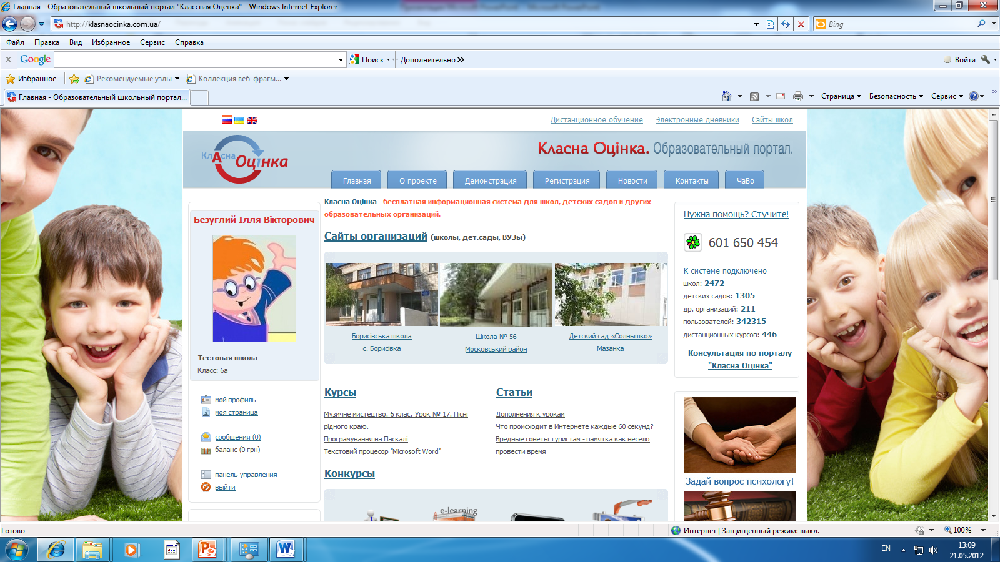 Главная - Образовательный школьный портал "Классная Оценка" - Windows Internet Explorer
http://klasnaocinka.com.ua/
Bing
Файл Правка Вид Избранное Сервис Справка
x Google Поиск Дополнительно »
Войти
Избранное Рекомендуемые узлы Коллекция веб-фрагм...
Главная - Образовательный школьный портал...
Страница Безопасность Сервис »
Дистанционное обучение Электронные дневники Сайты школ
КлАсна Оцінка
Класна Оцінка. Образовательный портал.
Главная О проекте Демонстрация Регистрация Новости Контакты ЧаВо
Безуглий Ілля Вікторович
Тестовая школа
Класс: 6а
мой профиль
моя страница
сообщения (0)
баланс (0 грн)
панель управления
выйти
Класна Оцінка - бесплатная информационная система для школ, детских садов и других
образовательных организаций.
Сайты организаций (школы, дет.сады, ВУЗы)
Борисівська школа
с. Борисівка
Школа № 56
Московський район
Детский сад «Солнышко»
Мазанка
Курсы
Музичне мистецтво. 6 клас. Урок № 17. Пісні
рідного краю.
Програмування на Паскалі
Текстовий процесор "Microsoft Word"
Статьи
Дополнения к урокам
Что происходит в Интернете каждые 60 секунд?
Вредные советы туристам - памятка как весело
провести время
Конкурсы
e-learning
Нужна помощь? Стучите!
601 650 454
К системе подключено
школ: 2472
детских садов: 1305
др. организаций: 211
пользователей: 342315
дистанционных курсов: 446
Консультация по порталу
"Класна Оцінка"
Задай вопрос психологу!
Готово
Интернет | Защищенный режим: выкл.
100%
EN
13:09
21.05.2012